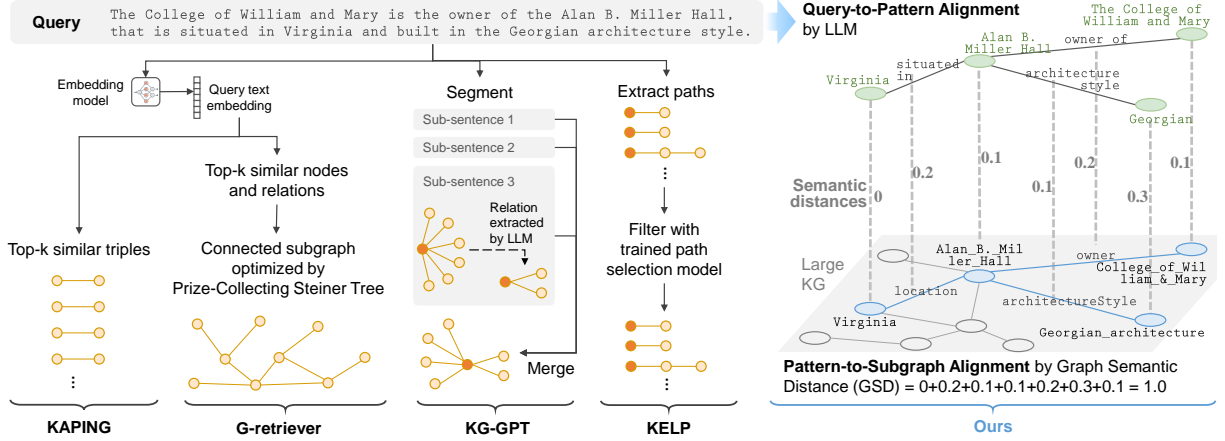 Query
The College of William and Mary is the owner of the Alan B. Miller Hall,
that is situated in Virginia and built in the Georgian architecture style.
Embedding
model
Query text
embedding
Top-k similar triples
⋮
KAPING
Top-k similar nodes
and relations
Connected subgraph
optimized by
Prize-Collecting Steiner Tree
G-retriever
Segment
Sub-sentence 1
Sub-sentence 2
Sub-sentence 3
Relation
extracted
by LLM
Merge
KG-GPT
Extract paths
⋮
Filter with
trained path
selection model
⋮
KELP
Query-to-Pattern Alignment
by LLM
The College of
William and Mary
Alan B.
Miller Hall
owner of
situated
in
Virginia
architecture
style
Georgian
Semantic
distances
0
0.2
0.1
0.1
0.2
0.3
0.1
Large
KG
Alan_B._Mil
ler_Hall
owner
College_of_Wil
liam_&_Mary
location
architectureStyle
Virginia
Georgian_architecture
Pattern-to-Subgraph Alignment by Graph Semantic
Distance (GSD) = 0+0.2+0.1+0.1+0.2+0.3+0.1 = 1.0
Ours